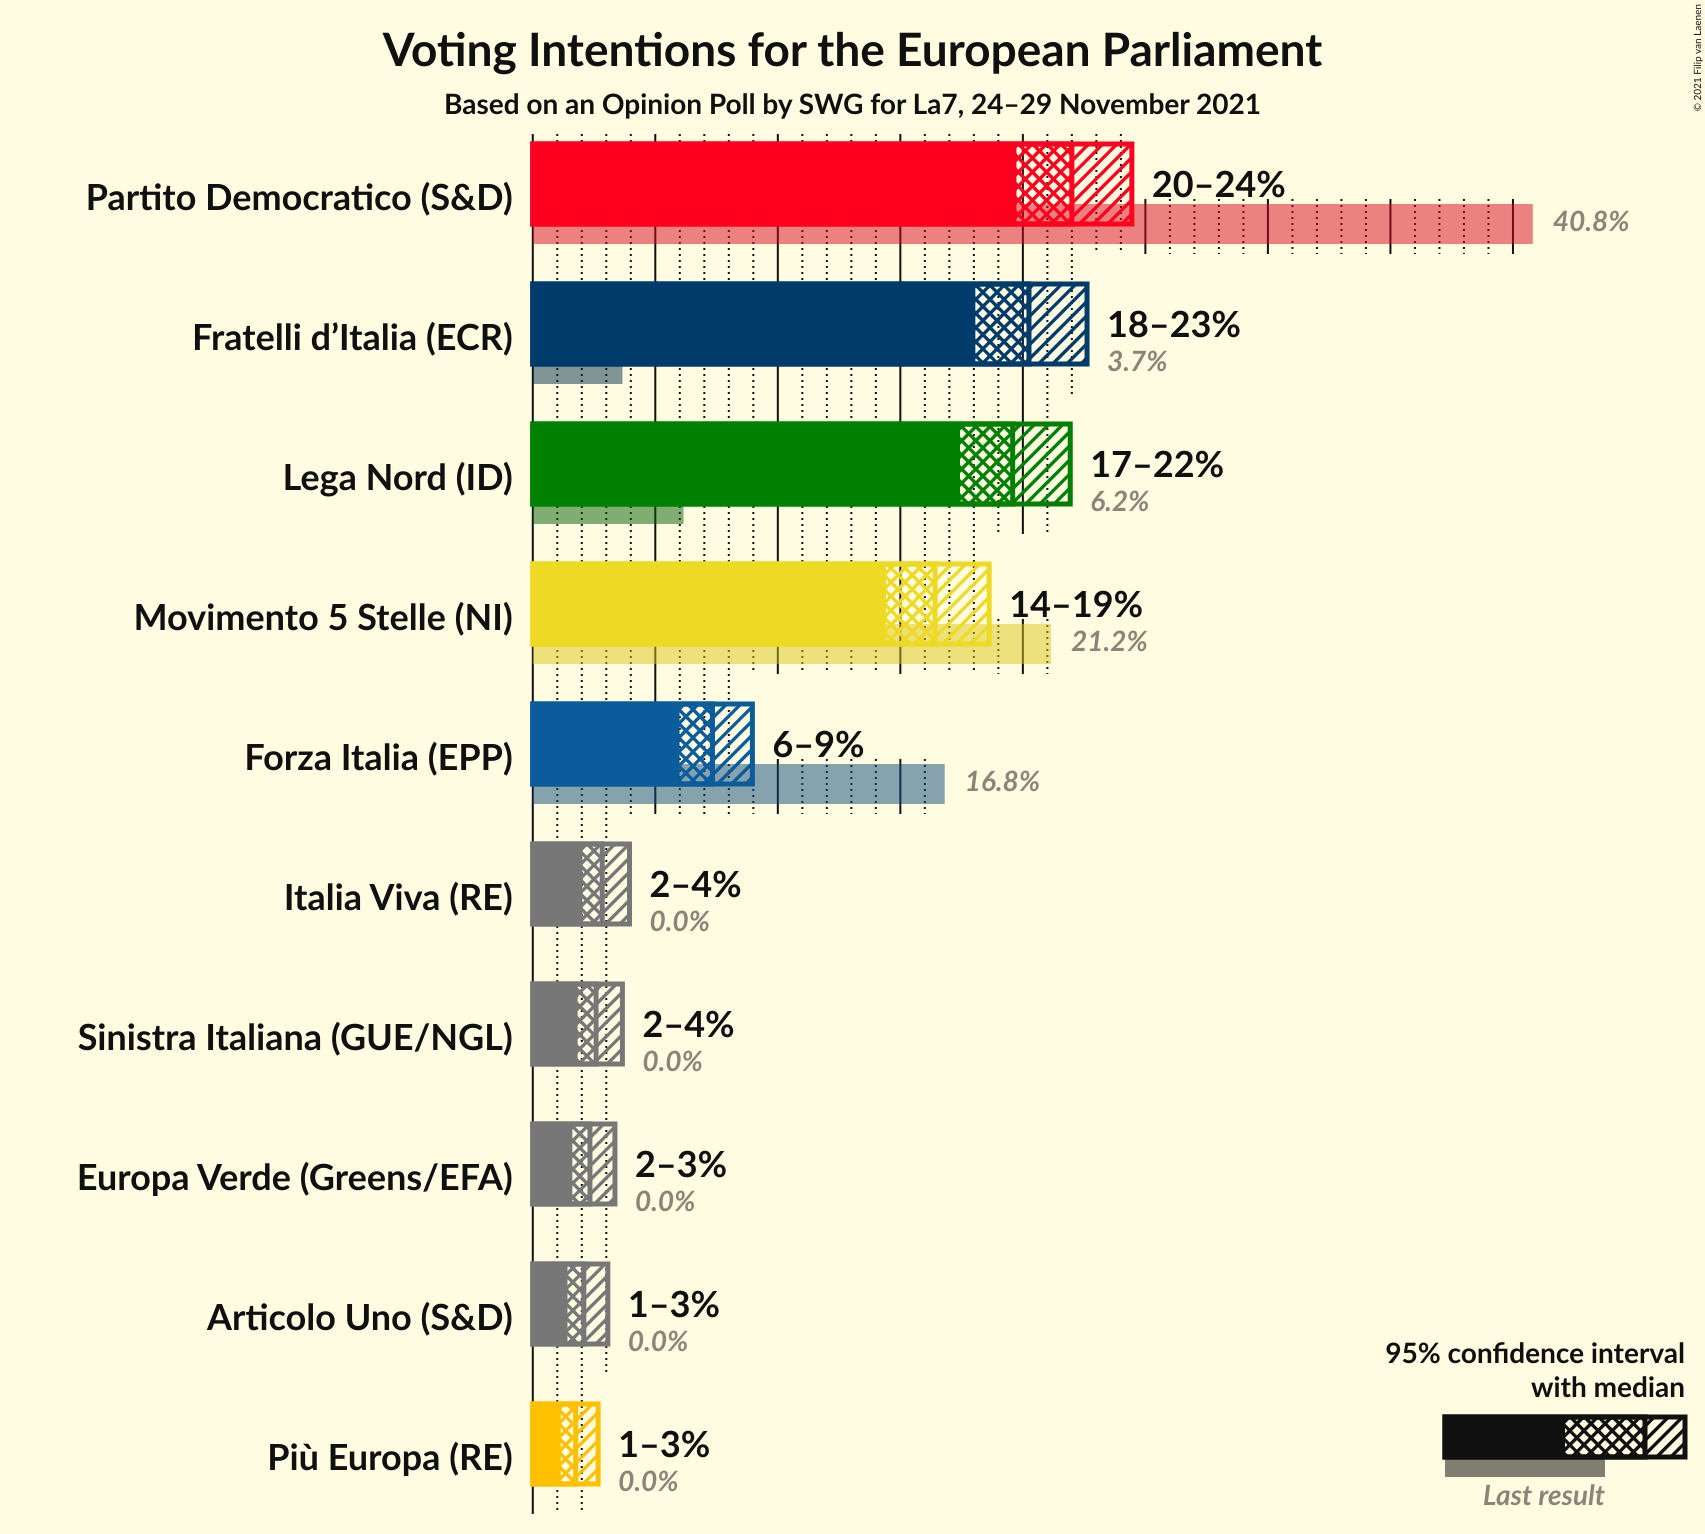 Voting Intentions for the European Parliament
Based on an Opinion Poll by SWG for La7, 24–29 November 2021
© 2021 Filip van Laenen
Partito Democratico (S&D)
20–24%
40.8%
Fratelli d’Italia (ECR)
18–23%
3.7%
Lega Nord (ID)
17–22%
6.2%
Movimento 5 Stelle (NI)
14–19%
21.2%
Forza Italia (EPP)
6–9%
16.8%
Italia Viva (RE)
2–4%
0.0%
Sinistra Italiana (GUE/NGL)
2–4%
0.0%
Europa Verde (Greens/EFA)
2–3%
0.0%
Articolo Uno (S&D)
1–3%
0.0%
Più Europa (RE)
1–3%
0.0%
95% confidence interval
with median
Last result